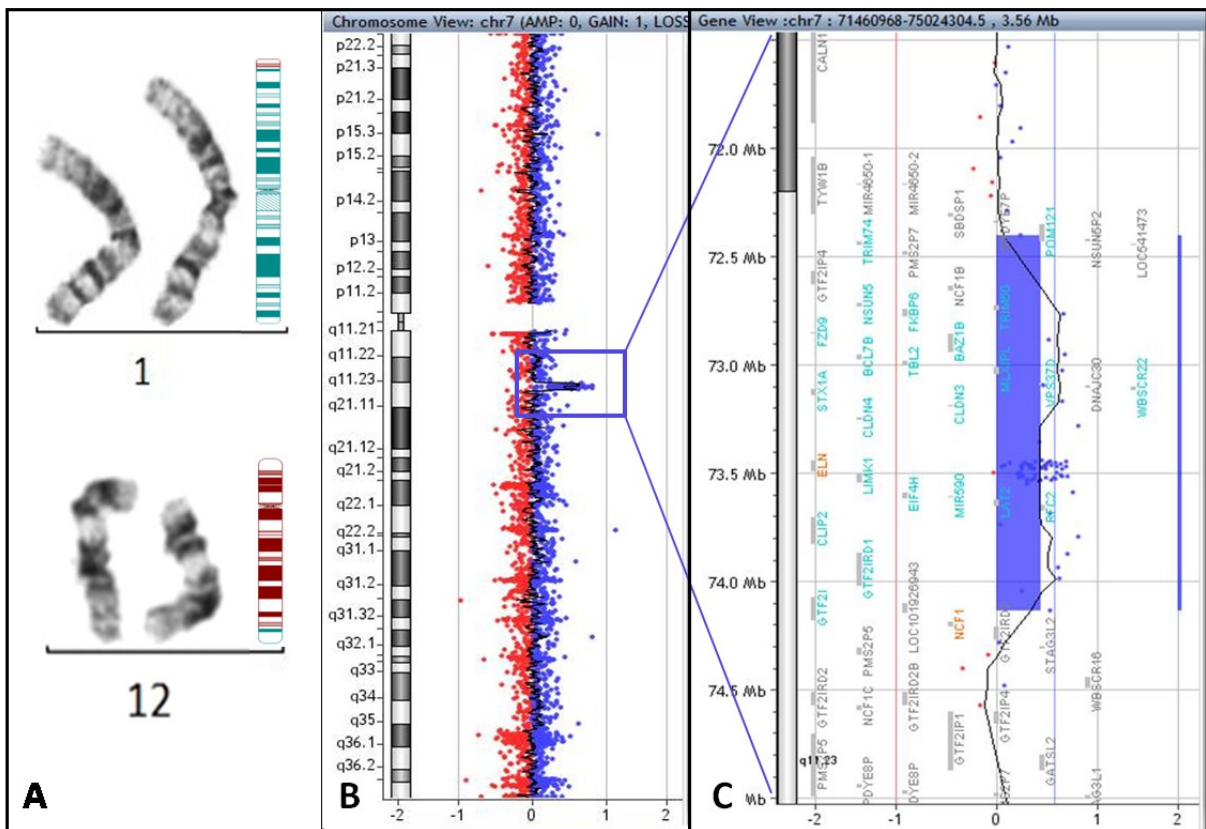 1
12
A
Chromosome View: chr7 (AMP: 0, GAIN: 1, LOSS
p22.2
p21.3
p21.2
p15.3
p15.2
p14.2
p13
p12.2
p11.2
q11.21
q11.22
q11.23
q21.11
q21.12
q21.2
q22.1
q22.2
q31.1
q31.2
q31.32
q32.1
q33
q34
q35
q36.1
q36.2
-2 -1 0 1 2
B
Gene View :chr7 : 71460968-75024304.5 , 3.56 Mb
72.0 Mb
72.5 Mb
73.0 Mb
73.5 Mb
74.0 Mb
74.5 Mb
Mb
CALN1
TYW1B
MIR4650-1
MIR4650-2
SBDSP1
TRIM74
PMS2P7
POM121
NSUN5P2
LOC541473
GTF2IP4
NCF1B
NSUN5
FKBP6
TRIM50
FZD9
BCL7B
TBL2
BAZ1B
MLXIPL
VPS37D
DNAJC30
WBSCR22
STX1A
CLDN4
CLDN3
ELN
LIMK1
EIF4H
MIR590
LAT2
RFC2
CLIP2
GTF2IRD1
GTF2I
LOC101926943
NCF1
PMS2P5
STAG3L2
GTF2IRD2
NCF1C
GTF2IRD2B
GTF2IP1
GTF2IP4
WBSCR16
GATSL2
q11.23
-2 -1 0 1 2
C